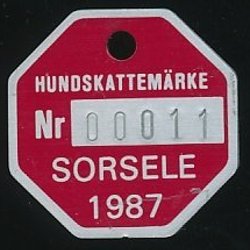 HUNDSKATTEMÄRKE
Nr 00011
SORSELE
1987